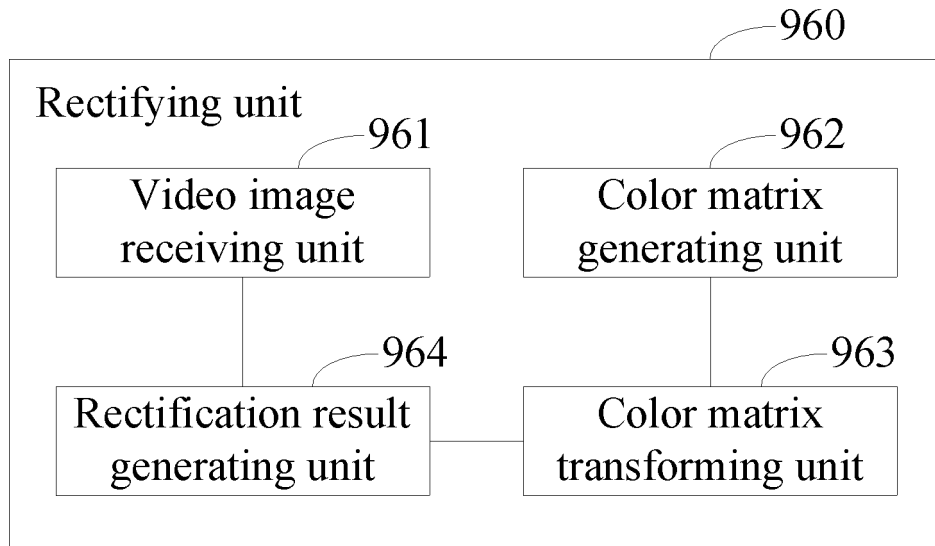 960
Rectifying unit
961
Video image
receiving unit
962
Color matrix
generating unit
964
Rectification result
generating unit
963
Color matrix
transforming unit